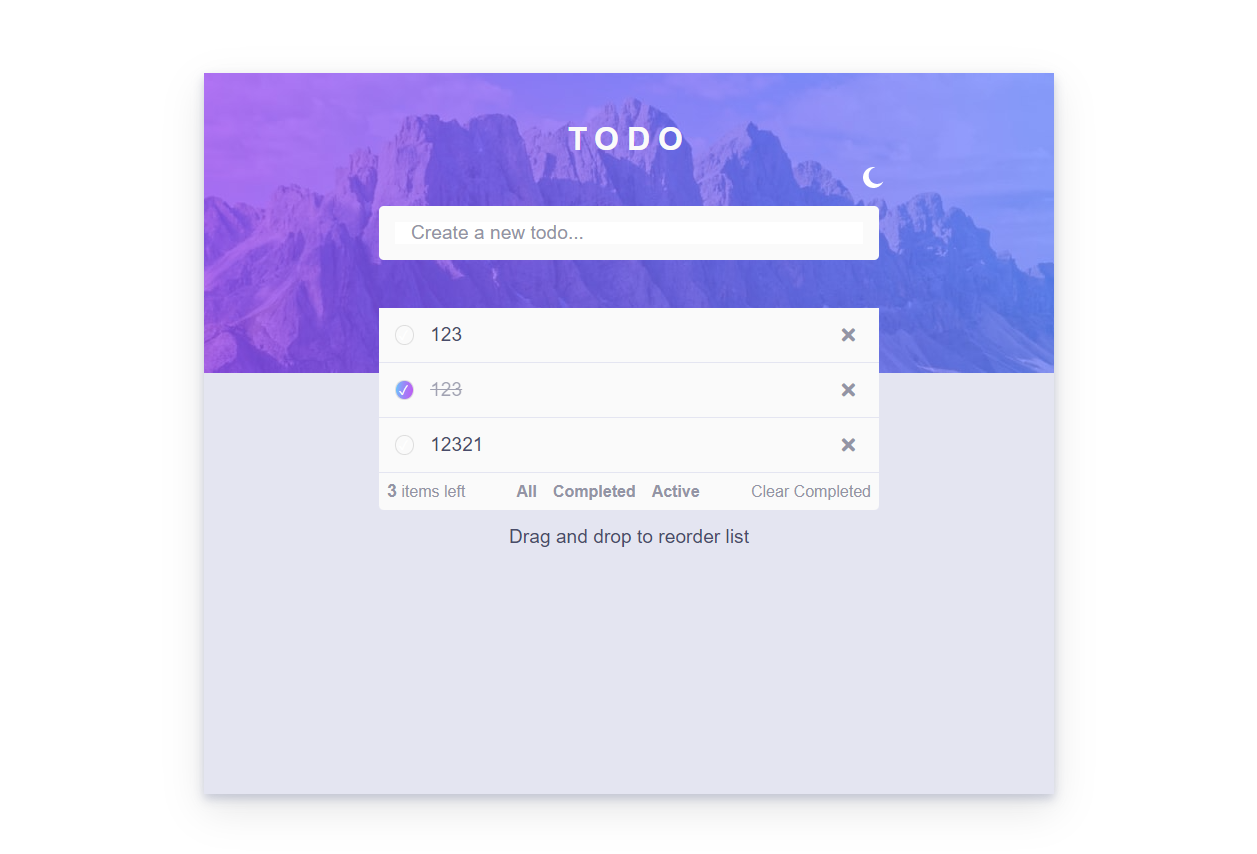 TODO
Create a new todo...
123
123
12321
3 items left All Completed Active Clear Completed
Drag and drop to reorder list